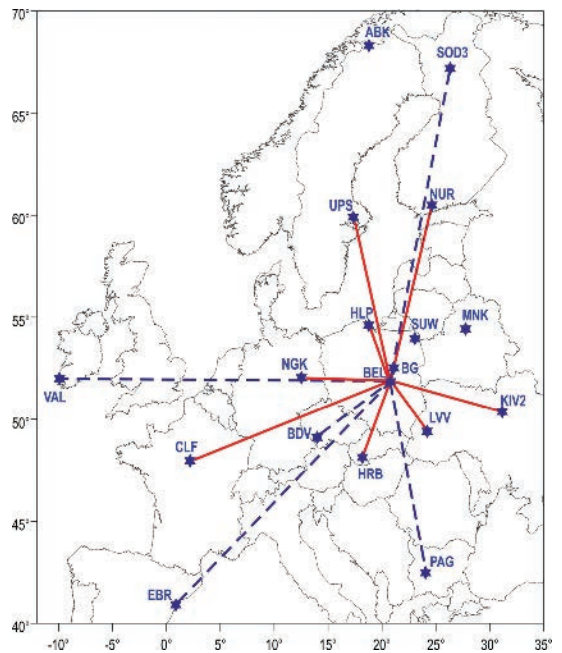 70°
ABK
SOD3
65°
NUR
UPS
60°
HLP
MNK
55°
SUW
NGK
BEL
BG
VAL
KIV2
50°
LVV
CLF
BDV
HRB
45°
PAG
EBR
40°
-10° -5° 0° 5° 10° 15° 20° 25° 30° 35°